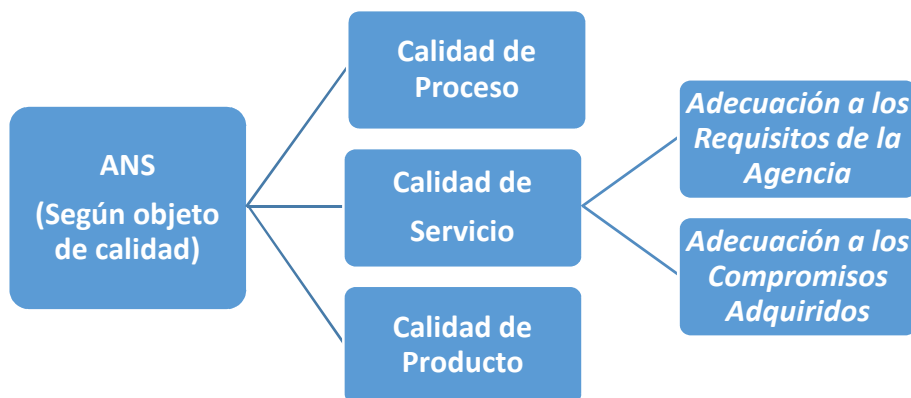 ANS
(Según objeto
de calidad)
Calidad de
Proceso
Calidad de
Servicio
Calidad de
Producto
Adecuación a los
Requisitos de la
Agencia
Adecuación a los
Compromisos
Adquiridos